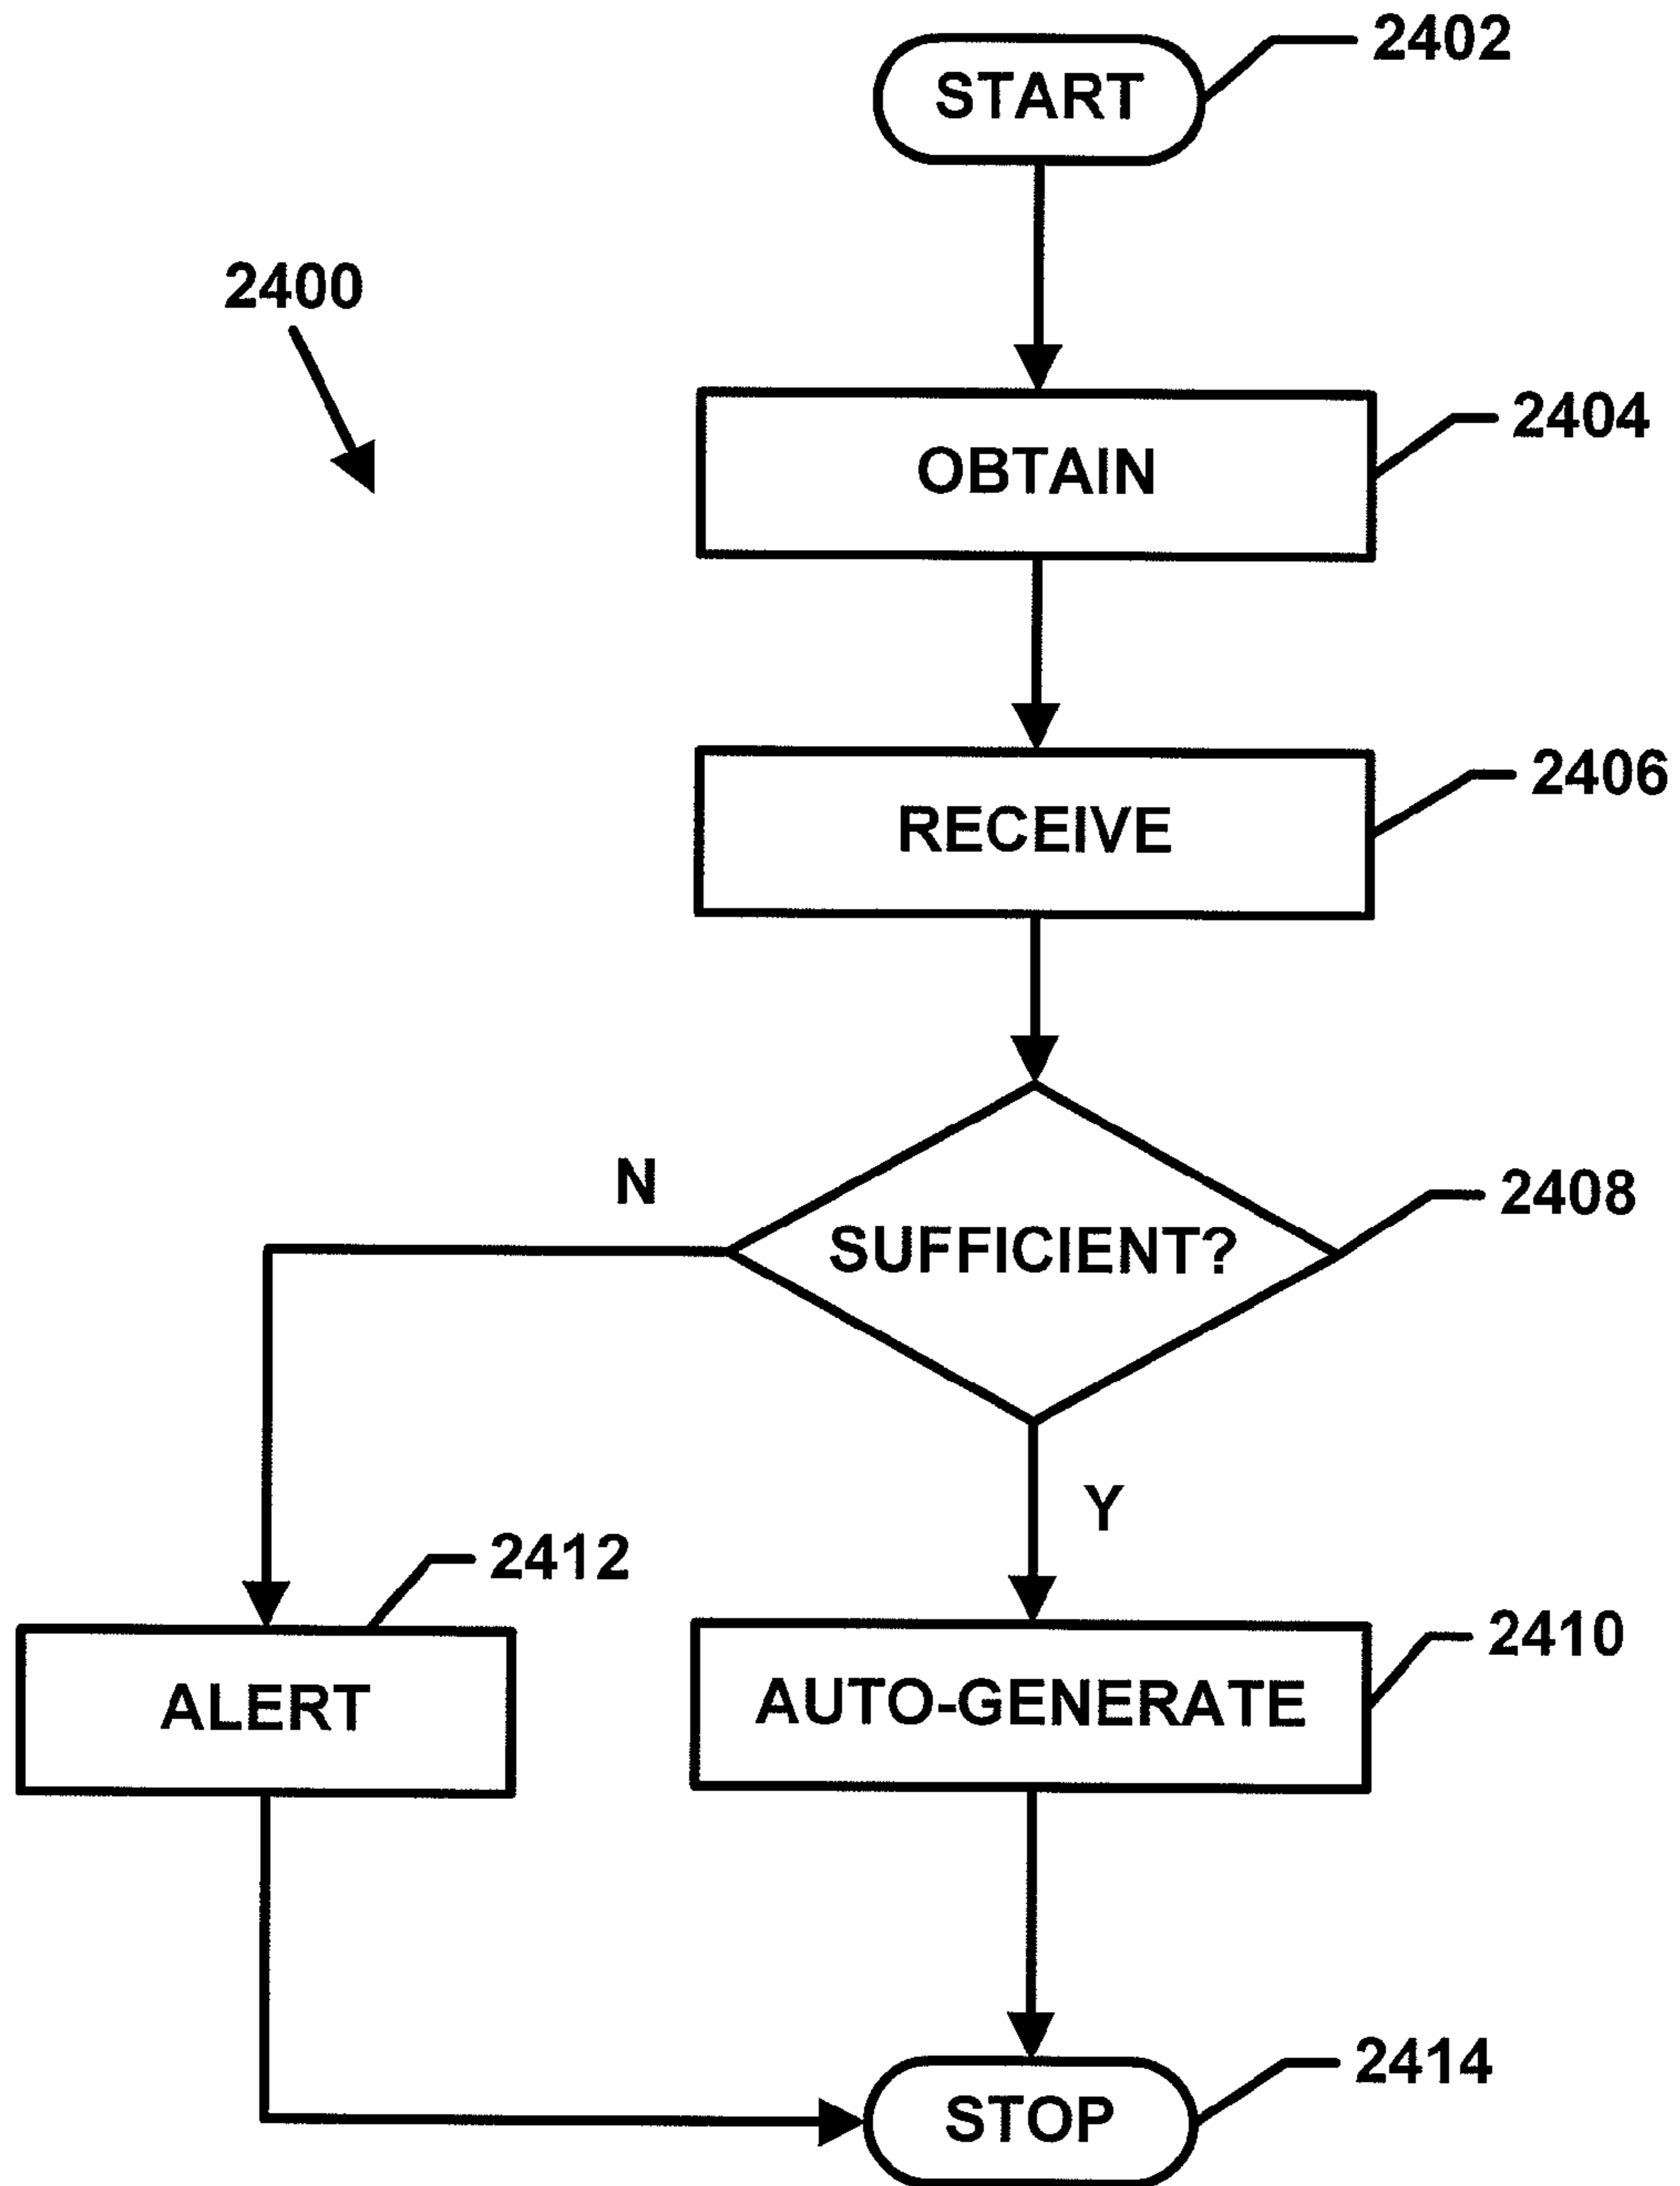 2402
START
2400
2404
OBTAIN
2406
RECEIVE
N
2408
SUFFICIENT?
Y
2412
2410
ALERT
AUTO-GENERATE
2414
STOP